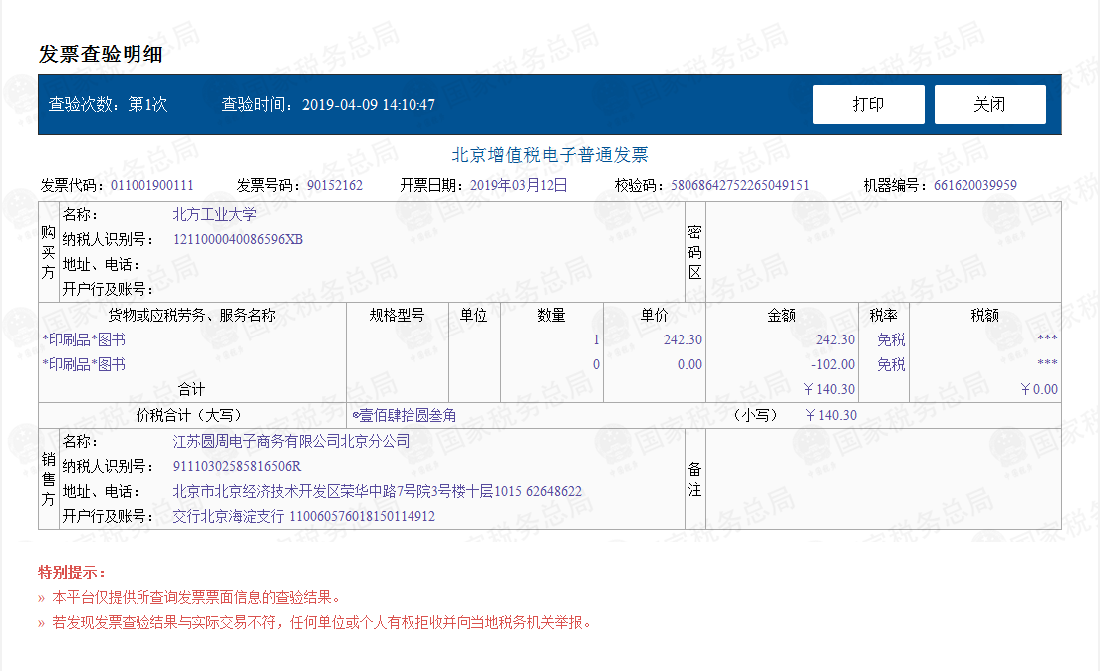 发票查验明细
查验次数：第1次 查验时间：2019-04-09 14:10:47 打印 关闭
北京增值税电子普通发票
发票代码：011001900111 发票号码：90152162 开票日期：2019年03月12日 校验码：58068642752265049151 机器编号：661620039959
购买方
名称： 北方工业大学
纳税人识别号： 1211000040086596XB
地址、电话：
开户行及账号：
密码区
货物或应税劳务、服务名称 规格型号 单位 数量 单价 金额 税率 税额
*印刷品*图书 1 242.30 242.30 免税 ***
*印刷品*图书 0 0.00 -102.00 免税 ***
合计 ￥140.30 ￥0.00
价税合计（大写） ⊗壹佰肆拾圆叁角 （小写） ￥140.30
销售方
名称： 江苏圆周电子商务有限公司北京分公司
纳税人识别号： 91110302585816506R
地址、电话： 北京市北京经济技术开发区荣华中路7号院3号楼十层1015 62648622
开户行及账号： 交行北京海淀支行 110060576018150114912
备注
特别提示：
» 本平台仅提供所查询发票票面信息的查验结果。
» 若发现发票查验结果与实际交易不符，任何单位或个人有权拒收并向当地税务机关举报。
国家税务总局